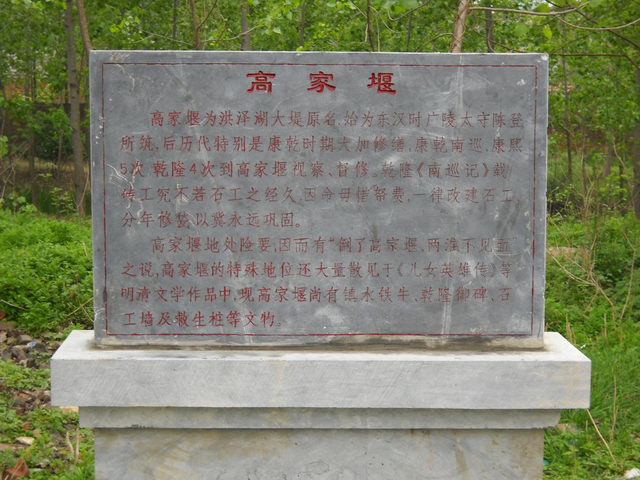 高家堰
高家堰为洪泽湖大堤原名,始为东汉时广陵太守陈登
所筑,后历代特别是康乾时期大加修缮,康乾南巡,康熙
5次,乾隆4次到高家堰视察、督修。乾隆《南巡记》载
砖工究不若石工之经久,因命毋惜帑费,一律改建石工,
分年修整以冀永远巩固。
高家堰地处险要,因而有“倒了高家堰,两淮不见面”
之说,高家堰的特殊地位还大量散见于《儿女英雄传》等
明清文学作品中,现高家堰尚有镇水铁牛、乾隆御碑、石
工墙及救生桩等文物。